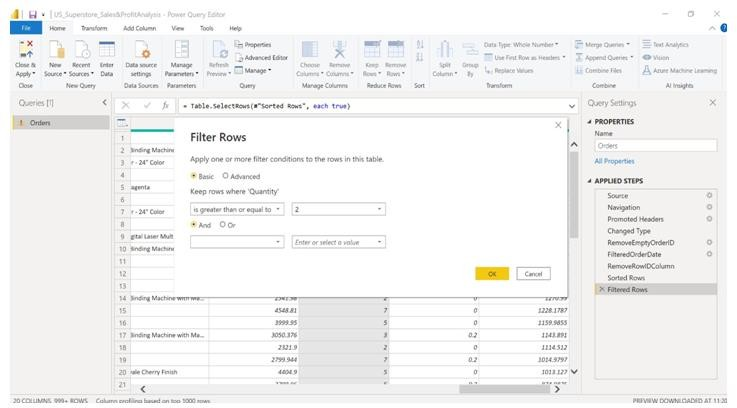 US_Superstore_Sales&ProfitAnalysis - Power Query Editor
File Home Transform Add Column View Tools Help
Close & Apply
New Source
Recent Sources
Enter Data
Data source settings
Manage Parameters
Refresh Preview
Properties
Advanced Editor
Manage
Choose Columns
Remove Columns
Keep Rows
Remove Rows
Split Column
Group By
Data Type: Whole Number
Use First Row as Headers
Replace Values
Merge Queries
Append Queries
Combine Files
Text Analytics
Vision
Azure Machine Learning
Close New Query Data Sources Parameters Query Manage Columns Reduce Rows Sort Transform Combine AI Insights
Queries [1]
Orders
= Table.SelectRows(#"Sorted Rows", each true)
Filter Rows
Apply one or more filter conditions to the rows in this table.
Basic Advanced
Keep rows where 'Quantity'
is greater than or equal to 2
And Or
Enter or select a value
OK Cancel
1
2 Binding Machine
3 r - 24" Color
4
5 agenta
6
7 r - 24" Color
8
9 gital Laser Mult
10 Binding Machine
11
12
13
14 Binding Machine with Ma... 2541.98 2 0 1270.99
15 4548.81 7 0 1228.1787
16 3999.95 5 0 1159.9855
17 Binding Machine with Ma... 3050.376 3 0.2 1143.891
18 2321.9 2 0 1114.512
19 2799.944 7 0.2 1014.9797
20 vale Cherry Finish 4404.9 5 0 1013.127
21
Query Settings
PROPERTIES
Name
Orders
All Properties
APPLIED STEPS
Source
Navigation
Promoted Headers
Changed Type
RemoveEmptyOrderID
FilteredOrderDate
RemoveRowIDColumn
Sorted Rows
Filtered Rows
20 COLUMNS, 999+ ROWS Column profiling based on top 1000 rows PREVIEW DOWNLOADED AT 11:20